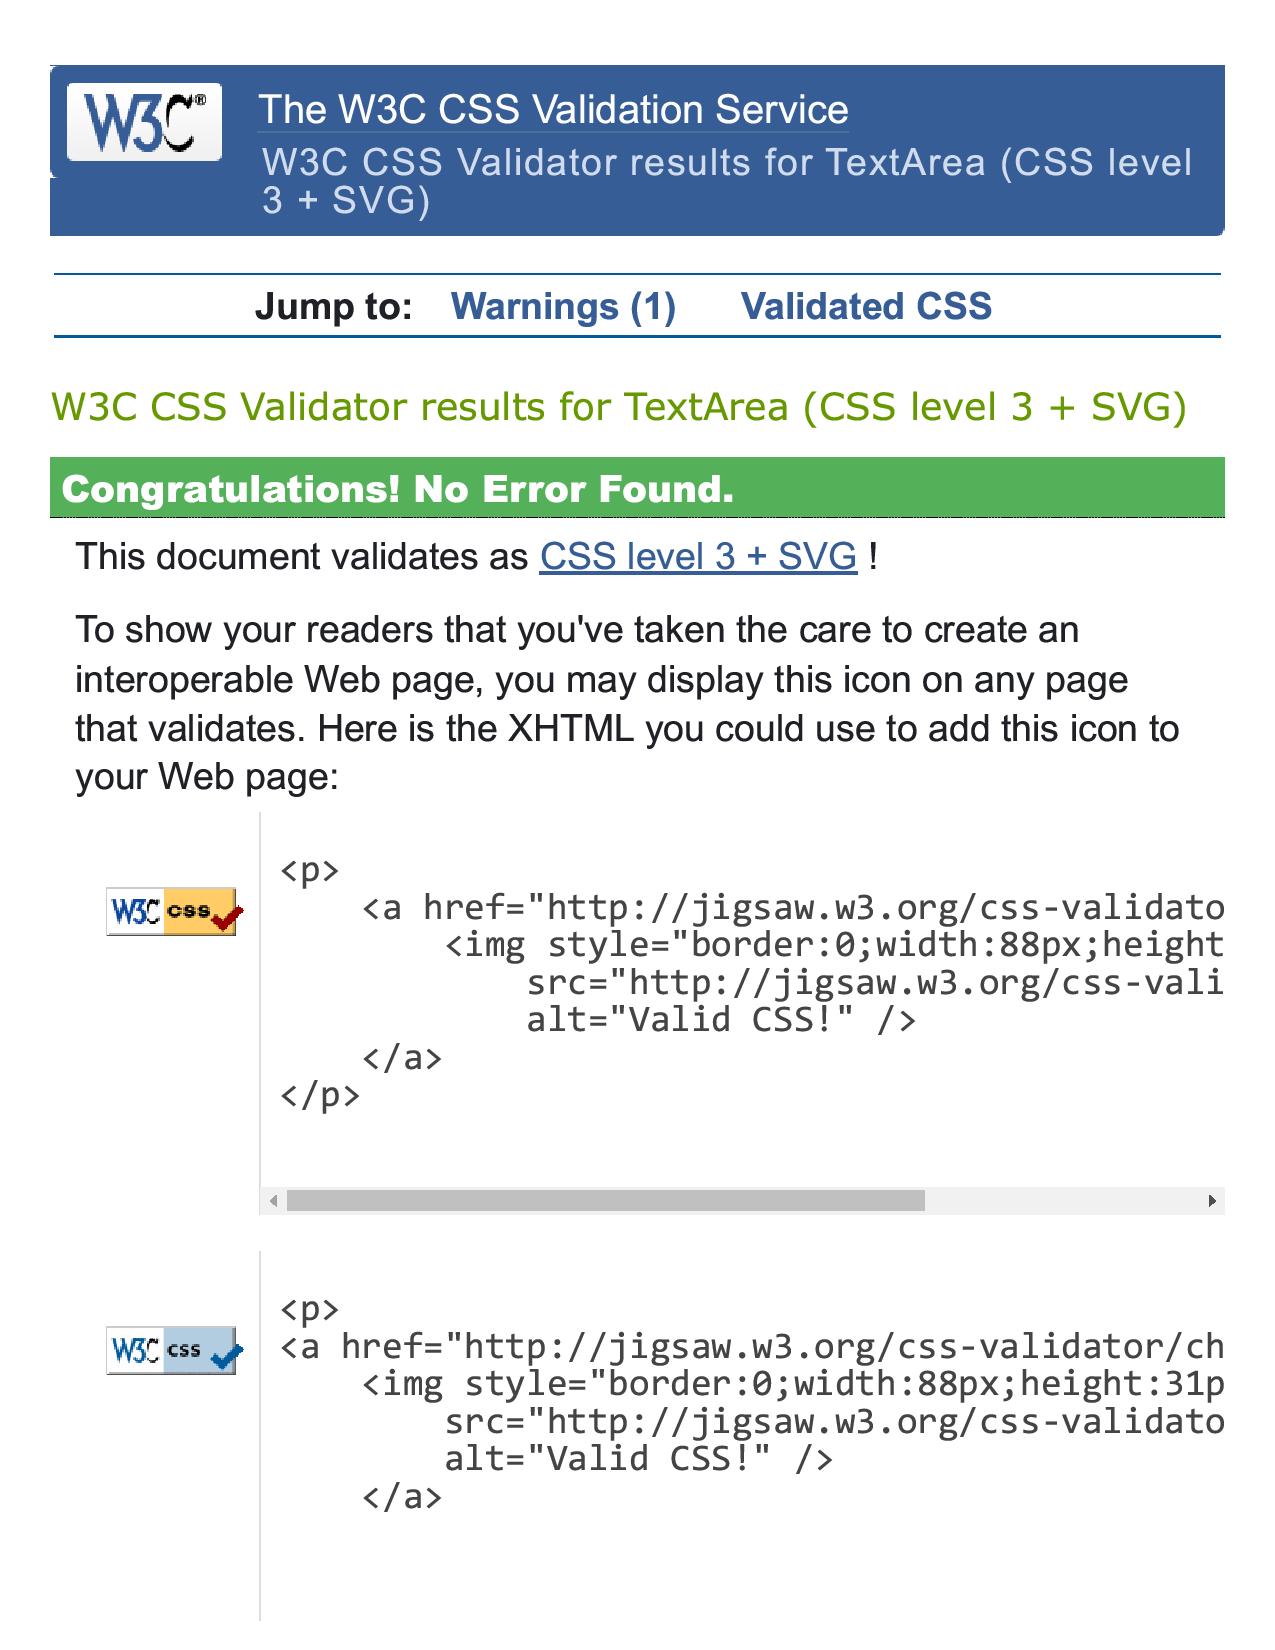 W3C®
The W3C CSS Validation Service
W3C CSS Validator results for TextArea (CSS level
3 + SVG)
Jump to: Warnings (1) Validated CSS
W3C CSS Validator results for TextArea (CSS level 3 + SVG)
Congratulations! No Error Found.
This document validates as CSS level 3 + SVG !
To show your readers that you've taken the care to create an
interoperable Web page, you may display this icon on any page
that validates. Here is the XHTML you could use to add this icon to
your Web page:
W3C css
<p>
<a href="http://jigsaw.w3.org/css-validato
<img style="border:0;width:88px;height
src="http://jigsaw.w3.org/css-vali
alt="Valid CSS!" />
</a>
</p>
W3C css
<p>
<a href="http://jigsaw.w3.org/css-validator/ch
<img style="border:0;width:88px;height:31p
src="http://jigsaw.w3.org/css-validato
alt="Valid CSS!" />
</a>